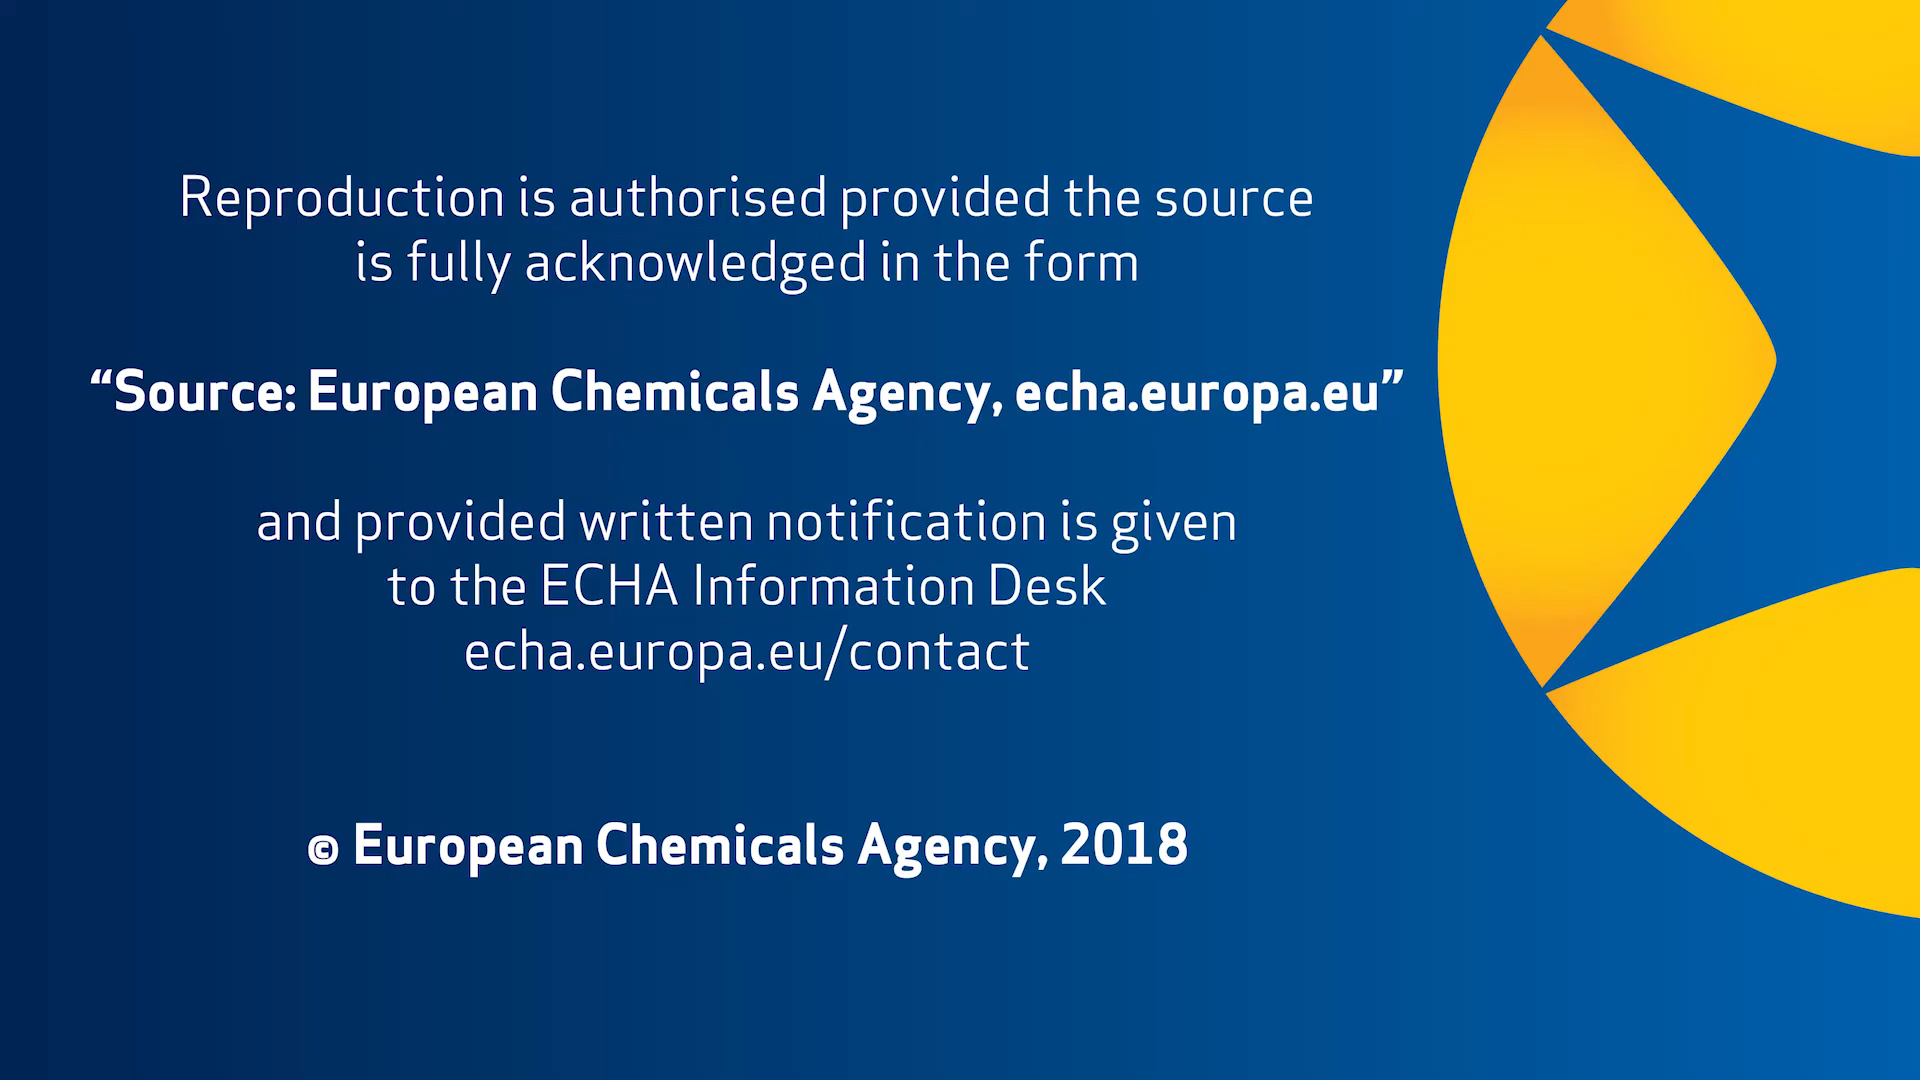 Reproduction is authorised provided the source
is fully acknowledged in the form
“Source: European Chemicals Agency, echa.europa.eu”
and provided written notification is given
to the ECHA Information Desk
echa.europa.eu/contact
© European Chemicals Agency, 2018